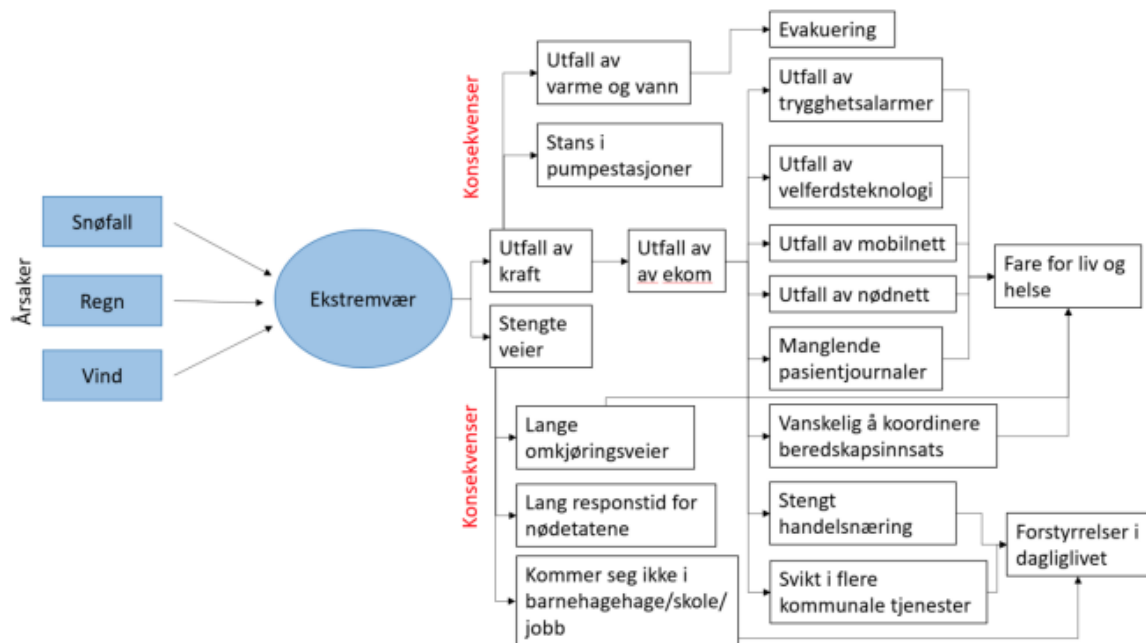 Årsaker
Snøfall
Regn
Vind
Ekstremvær
Konsekvenser
Konsekvenser
Utfall av
varme og vann
Stans i
pumpestasjoner
Utfall av
kraft
Stengte
veier
Utfall av
av ekom
Lange
omkjøringsveier
Lang responstid for
nødetatene
Kommer seg ikke i
barnehagehage/skole/
jobb
Evakuering
Utfall av
trygghetsalarmer
Utfall av
velferdsteknologi
Utfall av mobilnett
Utfall av nødnett
Manglende
pasientjournaler
Vanskelig å koordinere
beredskapsinnsats
Stengt
handelsnæring
Svikt i flere
kommunale tjenester
Fare for liv og
helse
Forstyrrelser i
dagliglivet